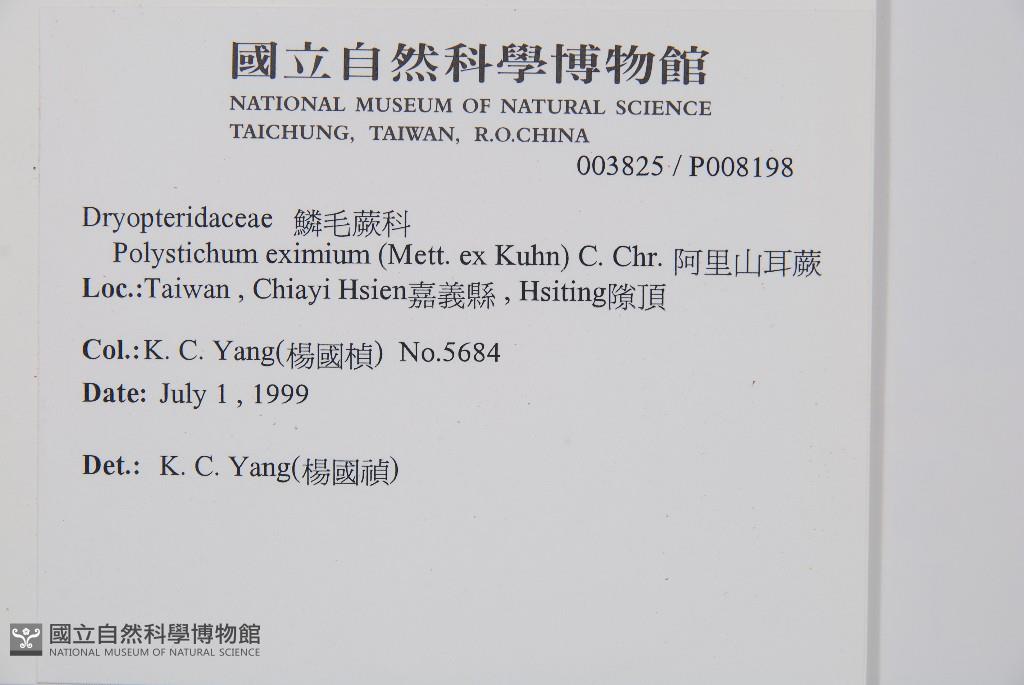 國立自然科學博物館
NATIONAL MUSEUM OF NATURAL SCIENCE
TAICHUNG, TAIWAN, R.O.CHINA
003825 / P008198
Dryopteridaceae 鱗毛蕨科
Polystichum eximium (Mett. ex Kuhn) C. Chr. 阿里山耳蕨
Loc.:Taiwan , Chiayi Hsien嘉義縣 , Hsiting隙頂
Col.:K. C. Yang(楊國楨) No.5684
Date: July 1 , 1999
Det.: K. C. Yang(楊國禎)
國立自然科學博物館
NATIONAL MUSEUM OF NATURAL SCIENCE